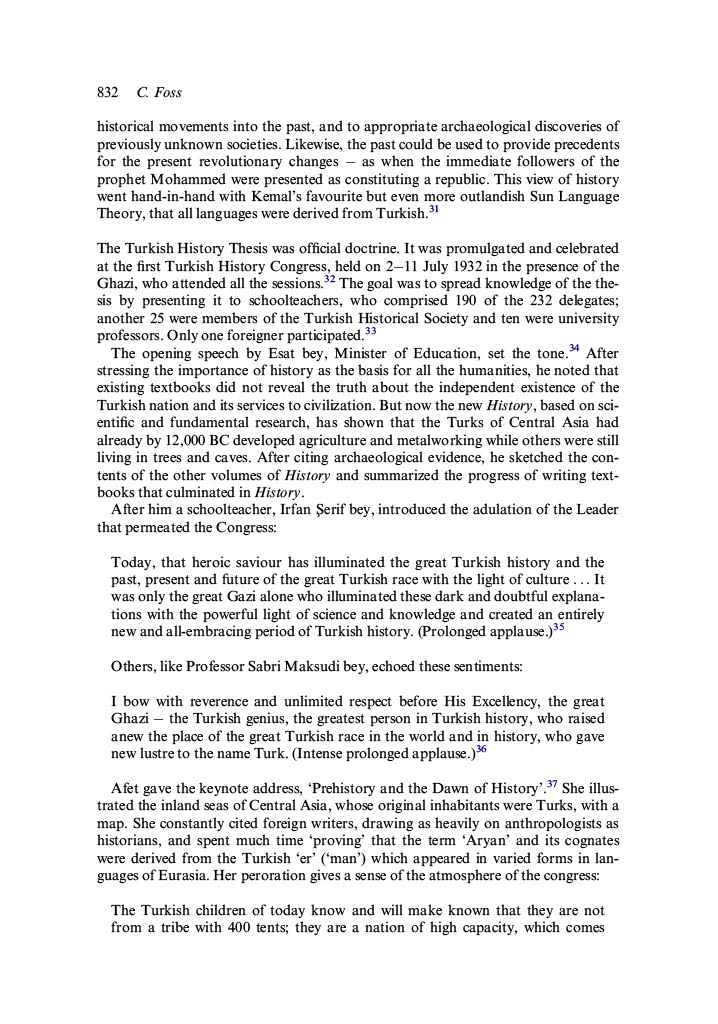 832 C. Foss
historical movements into the past, and to appropriate archaeological discoveries of
previously unknown societies. Likewise, the past could be used to provide precedents
for the present revolutionary changes – as when the immediate followers of the
prophet Mohammed were presented as constituting a republic. This view of history
went hand-in-hand with Kemal's favourite but even more outlandish Sun Language
Theory, that all languages were derived from Turkish.31
The Turkish History Thesis was official doctrine. It was promulgated and celebrated
at the first Turkish History Congress, held on 2–11 July 1932 in the presence of the
Ghazi, who attended all the sessions.32 The goal was to spread knowledge of the the-
sis by presenting it to schoolteachers, who comprised 190 of the 232 delegates;
another 25 were members of the Turkish Historical Society and ten were university
professors. Only one foreigner participated.33
The opening speech by Esat bey, Minister of Education, set the tone.34 After
stressing the importance of history as the basis for all the humanities, he noted that
existing textbooks did not reveal the truth about the independent existence of the
Turkish nation and its services to civilization. But now the new History, based on sci-
entific and fundamental research, has shown that the Turks of Central Asia had
already by 12,000 BC developed agriculture and metalworking while others were still
living in trees and caves. After citing archaeological evidence, he sketched the con-
tents of the other volumes of History and summarized the progress of writing text-
books that culminated in History.
After him a schoolteacher, Irfan Şerif bey, introduced the adulation of the Leader
that permeated the Congress:
Today, that heroic saviour has illuminated the great Turkish history and the
past, present and future of the great Turkish race with the light of culture . . . It
was only the great Gazi alone who illuminated these dark and doubtful explana-
tions with the powerful light of science and knowledge and created an entirely
new and all-embracing period of Turkish history. (Prolonged applause.)35
Others, like Professor Sabri Maksudi bey, echoed these sentiments:
I bow with reverence and unlimited respect before His Excellency, the great
Ghazi – the Turkish genius, the greatest person in Turkish history, who raised
anew the place of the great Turkish race in the world and in history, who gave
new lustre to the name Turk. (Intense prolonged applause.)36
Afet gave the keynote address, 'Prehistory and the Dawn of History'.37 She illus-
trated the inland seas of Central Asia, whose original inhabitants were Turks, with a
map. She constantly cited foreign writers, drawing as heavily on anthropologists as
historians, and spent much time 'proving' that the term 'Aryan' and its cognates
were derived from the Turkish 'er' ('man') which appeared in varied forms in lan-
guages of Eurasia. Her peroration gives a sense of the atmosphere of the congress:
The Turkish children of today know and will make known that they are not
from a tribe with 400 tents; they are a nation of high capacity, which comes